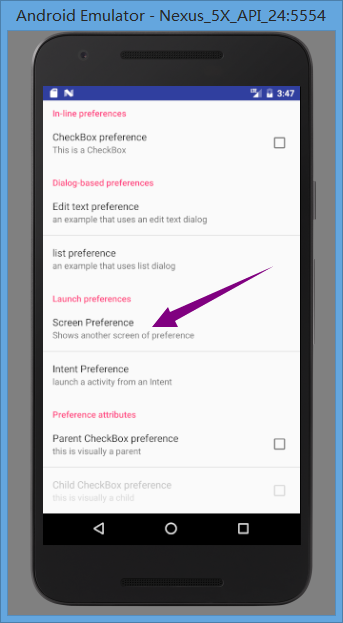 Android Emulator - Nexus_5X_API_24:5554
3:47
In-line preferences
CheckBox preference
This is a CheckBox
Dialog-based preferences
Edit text preference
an example that uses an edit text dialog
list preference
an example that uses list dialog
Launch preferences
Screen Preference
Shows another screen of preference
Intent Preference
launch a activity from an Intent
Preference attributes
Parent CheckBox preference
this is visually a parent
Child CheckBox preference
this is visually a child